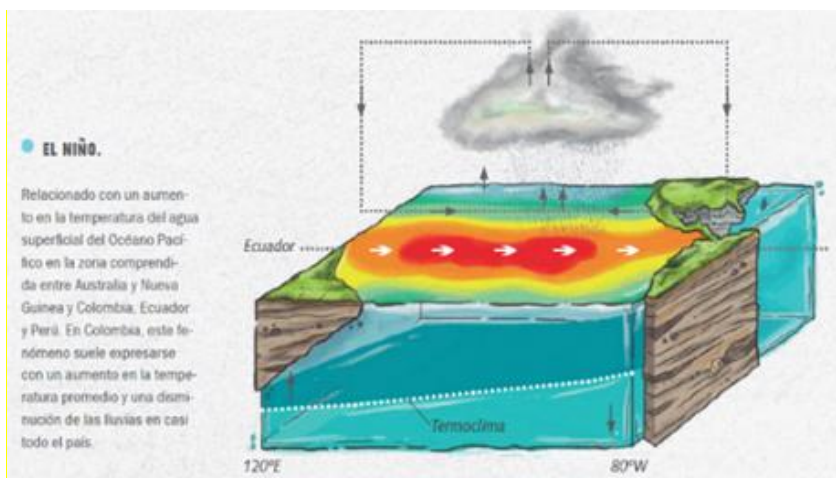 EL NIÑO.
Relacionado con un aumen-
to en la temperatura del agua
superficial del Océano Pací-
fico en la zona comprendi-
da entre Australia y Nueva
Guinea y Colombia, Ecuador
y Perú. En Colombia, este fe-
nómeno suele expresarse
con un aumento en la tempe-
ratura promedio y una dismi-
nución de las lluvias en casi
todo el país.
Ecuador
Termoclima
120ºE
80ºW